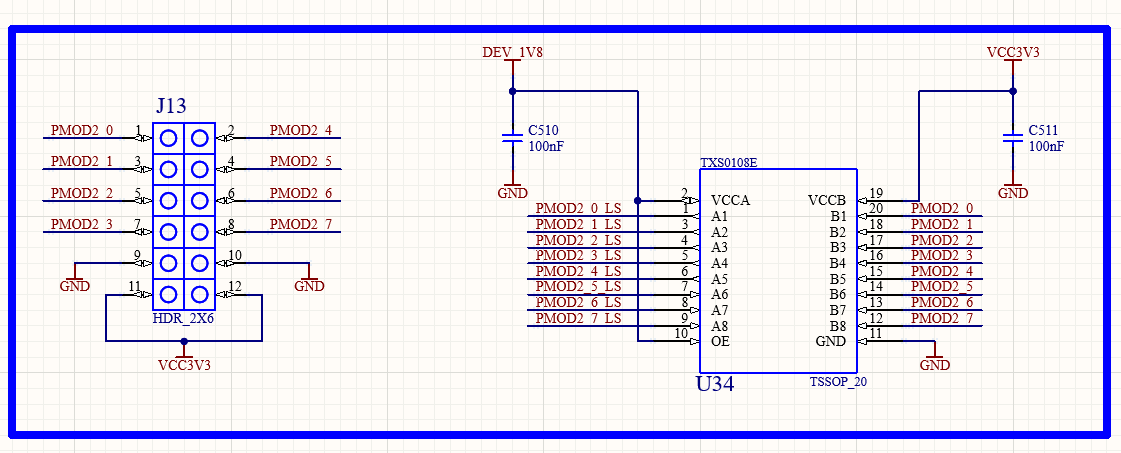 DEV_1V8
VCC3V3
J13
C510
100nF
C511
100nF
PMOD2_0 1 2 PMOD2_4
PMOD2_1 3 4 PMOD2_5
PMOD2_2 5 6 PMOD2_6
PMOD2_3 7 8 PMOD2_7
9 10
GND GND
11 12
HDR_2X6
VCC3V3
GND
GND
TXS0108E
2 VCCA VCCB 19
PMOD2_0_LS 1 A1 B1 20 PMOD2_0
PMOD2_1_LS 3 A2 B2 18 PMOD2_1
PMOD2_2_LS 4 A3 B3 17 PMOD2_2
PMOD2_3_LS 5 A4 B4 16 PMOD2_3
PMOD2_4_LS 6 A5 B5 15 PMOD2_4
PMOD2_5_LS 7 A6 B6 14 PMOD2_5
PMOD2_6_LS 8 A7 B7 13 PMOD2_6
PMOD2_7_LS 9 A8 B8 12 PMOD2_7
10 OE GND 11
GND
U34
TSSOP_20